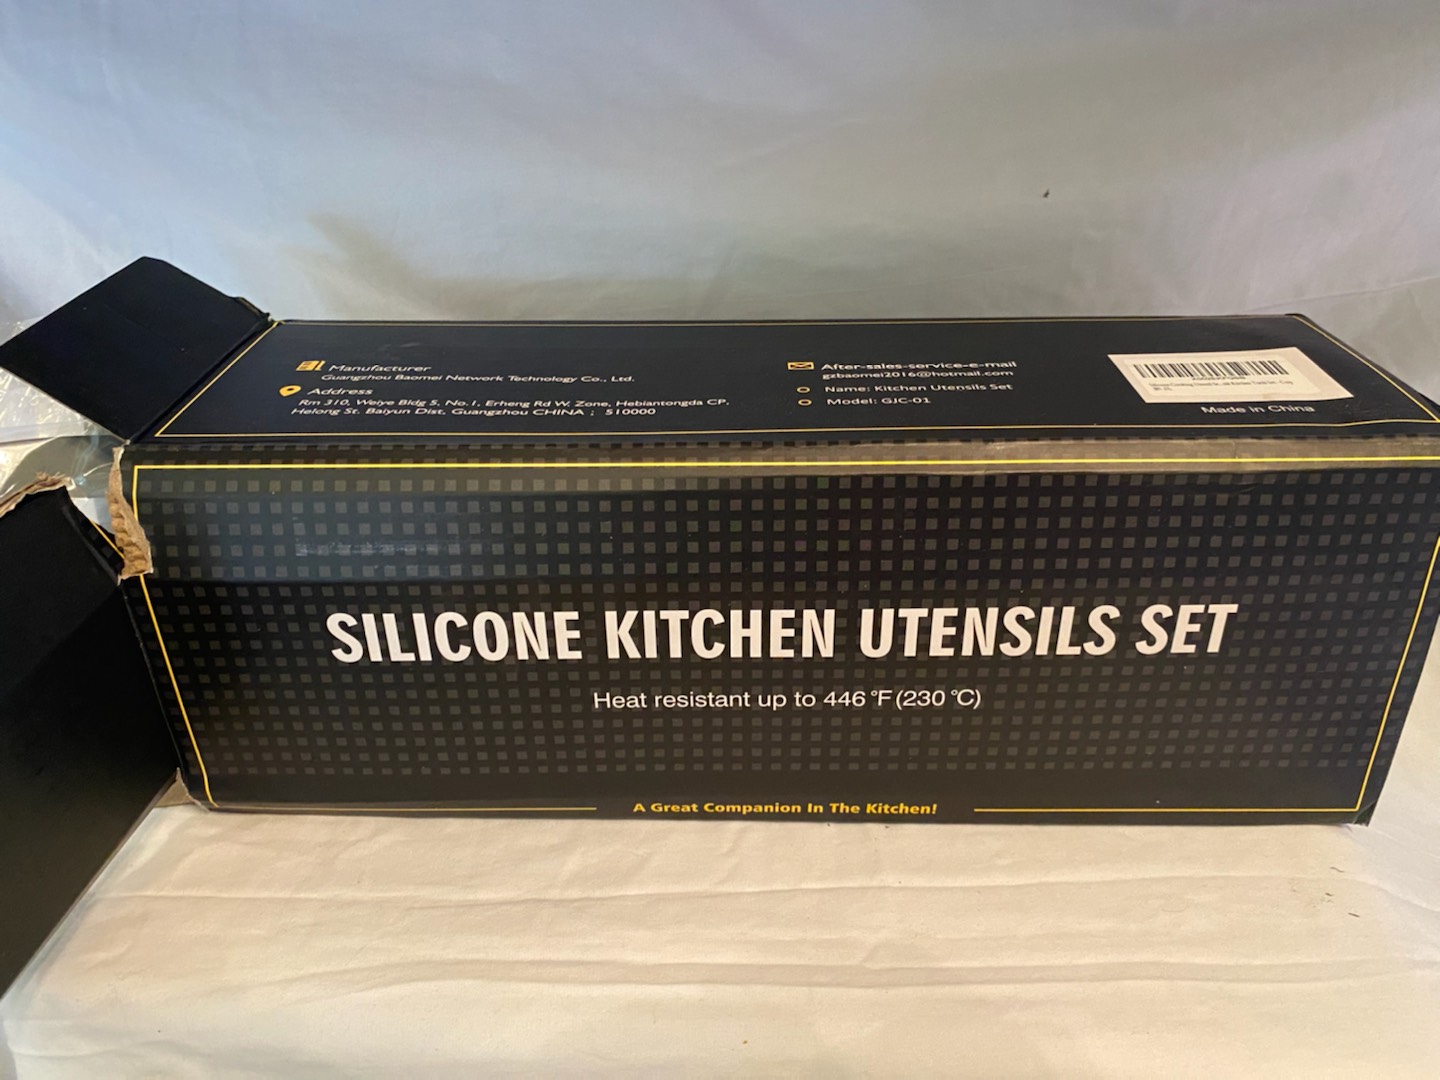 Manufacturer
Guangzhou Baomei Network Technology Co., Ltd.
Address
Rm 310, Weiye Bldg 5, No.1, Erheng Rd W. Zone, Hebiantongda CP,
Helong St. Baiyun Dist, Guangzhou CHINA ; 510000
After-sales-service-e-mail
gzbaomei2016@hotmail.com
Name: Kitchen Utensils Set
Model: GJC-01
Made in China
SILICONE KITCHEN UTENSILS SET
Heat resistant up to 446 °F (230 °C)
A Great Companion In The Kitchen!